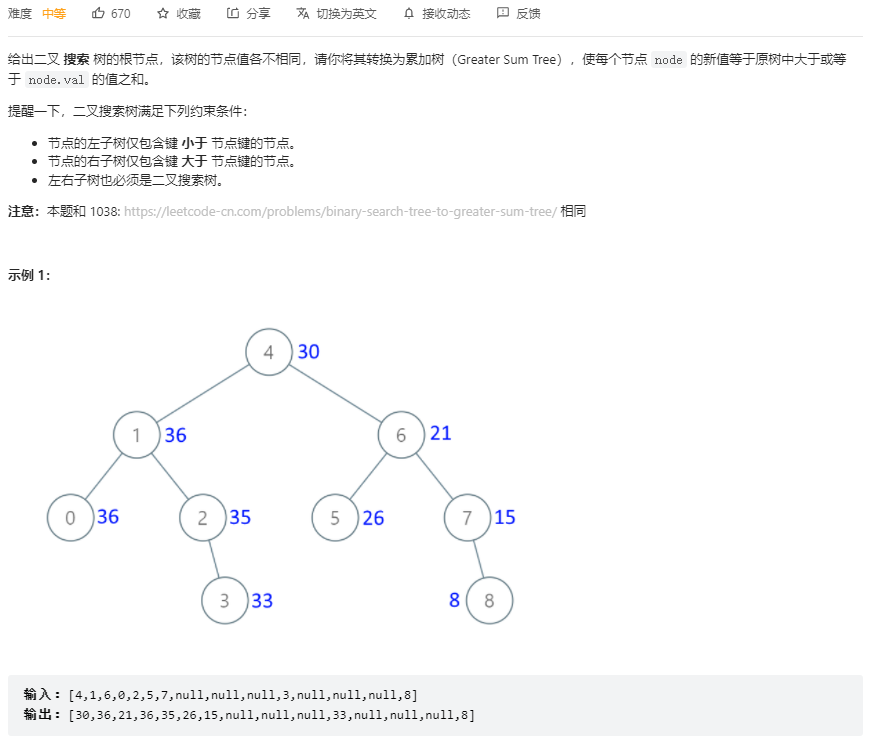 难度 中等 670 收藏 分享 切换为英文 接收动态 反馈
给出二叉 搜索 树的根节点，该树的节点值各不相同，请你将其转换为累加树（Greater Sum Tree），使每个节点 node 的新值等于原树中大于或等
于 node.val 的值之和。
提醒一下，二叉搜索树满足下列约束条件：
• 节点的左子树仅包含键 小于 节点键的节点。
• 节点的右子树仅包含键 大于 节点键的节点。
• 左右子树也必须是二叉搜索树。
注意：本题和 1038: https://leetcode-cn.com/problems/binary-search-tree-to-greater-sum-tree/ 相同
示例 1：
4 30
1 36 6 21
0 36 2 35 5 26 7 15
3 33 8 8
输入：[4,1,6,0,2,5,7,null,null,null,3,null,null,null,8]
输出：[30,36,21,36,35,26,15,null,null,null,33,null,null,null,8]